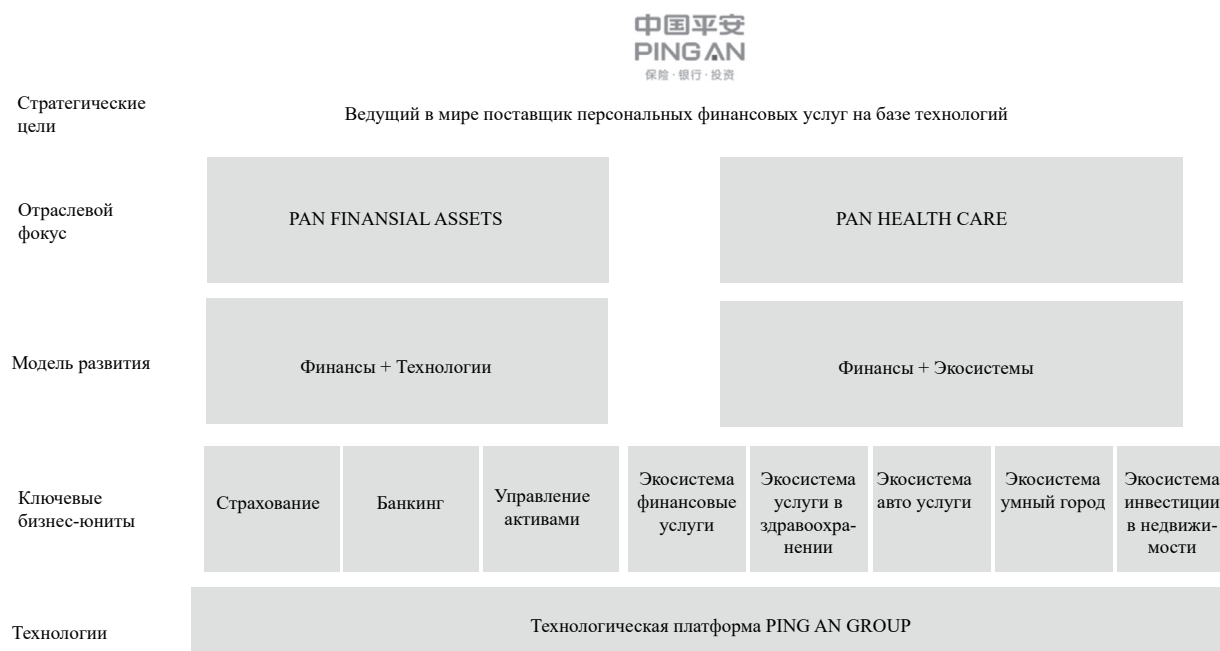 中国平安
PING AN
保险·银行·投资
Стратегические
цели
Ведущий в мире поставщик персональных финансовых услуг на базе технологий
Отраслевой
фокус
PAN FINANSIAL ASSETS
PAN HEALTH CARE
Модель развития
Финансы + Технологии
Финансы + Экосистемы
Ключевые
бизнес-юниты
Страхование
Банкинг
Управление
активами
Экосистема
финансовые
услуги
Экосистема
услуги в
здравоохра-
нении
Экосистема
авто услуги
Экосистема
умный город
Экосистема
инвестиции
в недвижи-
мости
Технологии
Технологическая платформа PING AN GROUP